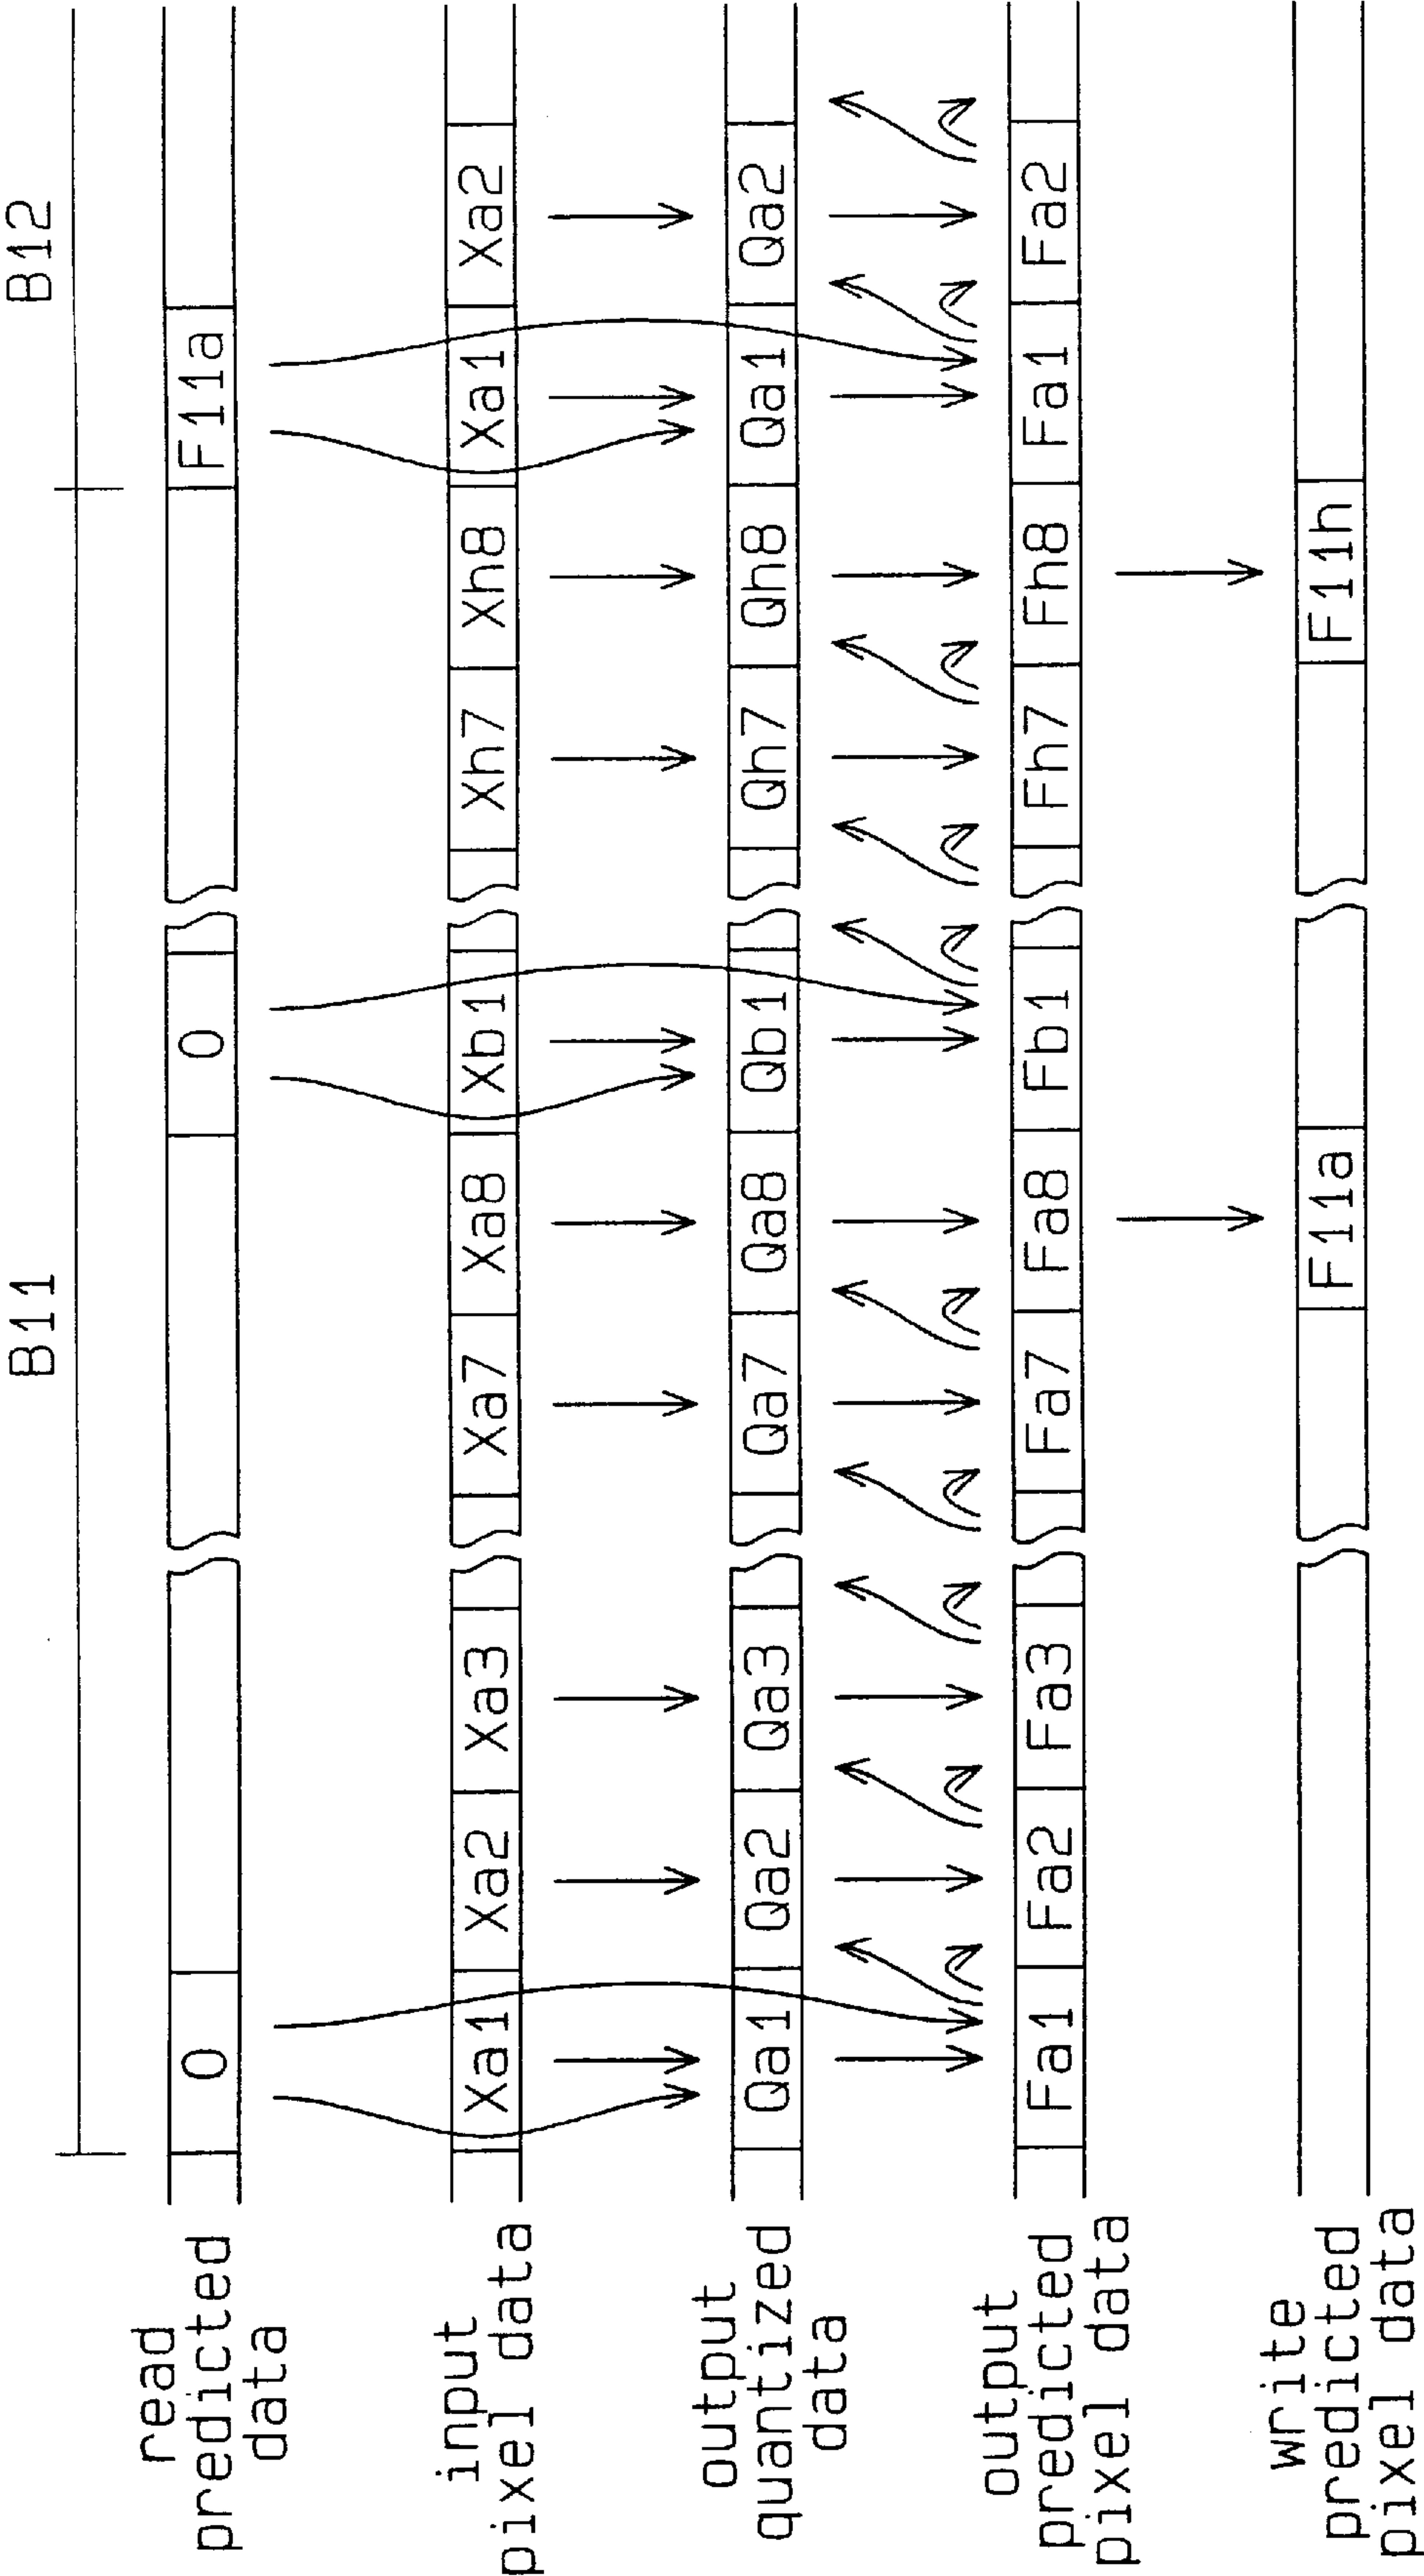 B11 B12
read
predicted
data
0 0 F11a
input
pixel data
Xa1 Xa2 Xa3 Xa7 Xa8 Xb1 Xh7 Xh8 Xa1 Xa2
output
quantized
data
Qa1 Qa2 Qa3 Qa7 Qa8 Qb1 Qh7 Qh8 Qa1 Qa2
output
predicted
pixel data
Fa1 Fa2 Fa3 Fa7 Fa8 Fb1 Fh7 Fh8 Fa1 Fa2
write
predicted
pixel data
F11a F11h